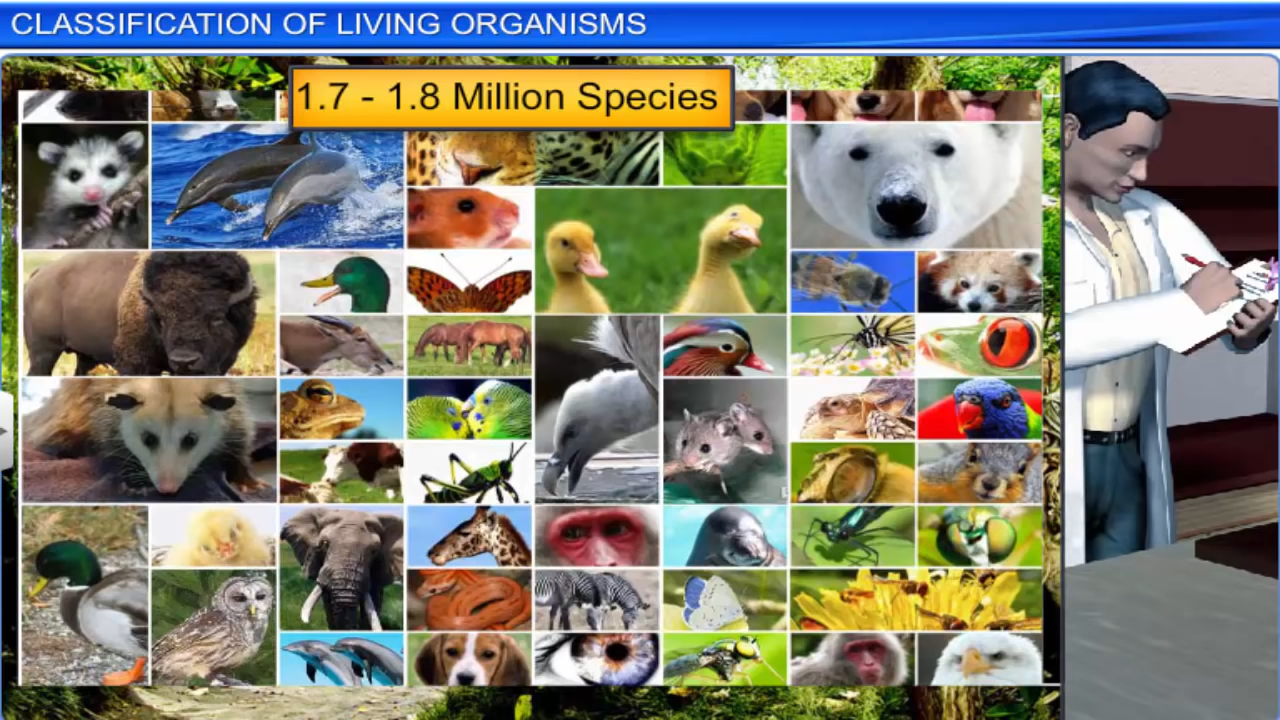 CLASSIFICATION OF LIVING ORGANISMS
1.7 - 1.8 Million Species